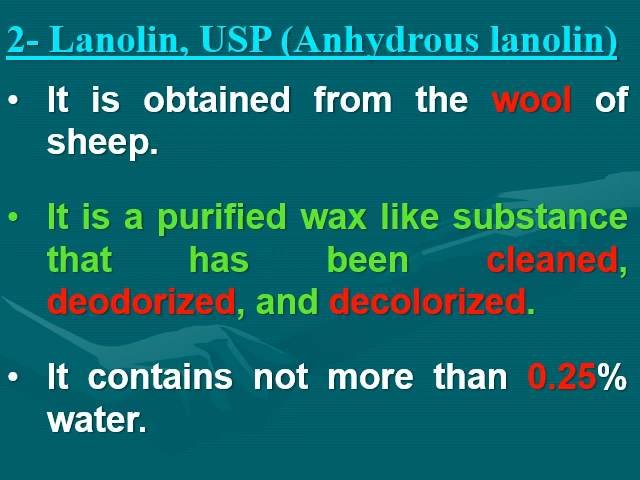 2- Lanolin, USP (Anhydrous lanolin)
• It is obtained from the wool of
sheep.
• It is a purified wax like substance
that has been cleaned,
deodorized, and decolorized.
• It contains not more than 0.25%
water.